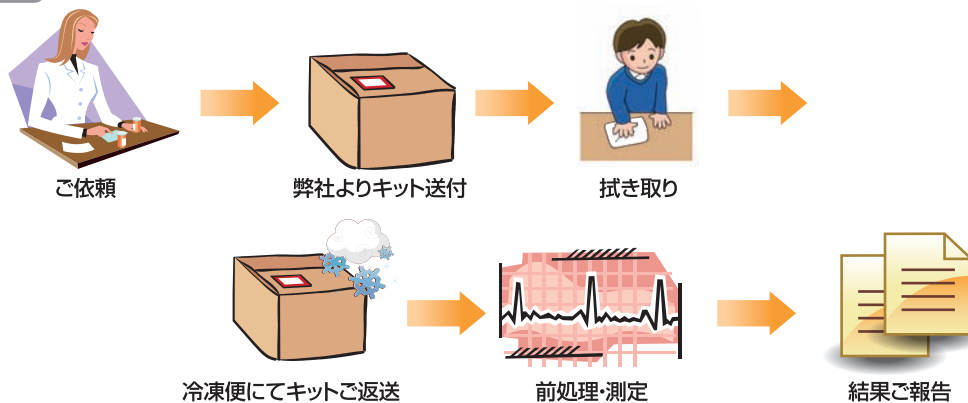 ご依頼
弊社よりキット送付
拭き取り
冷凍便にてキットご返送
前処理・測定
結果ご報告